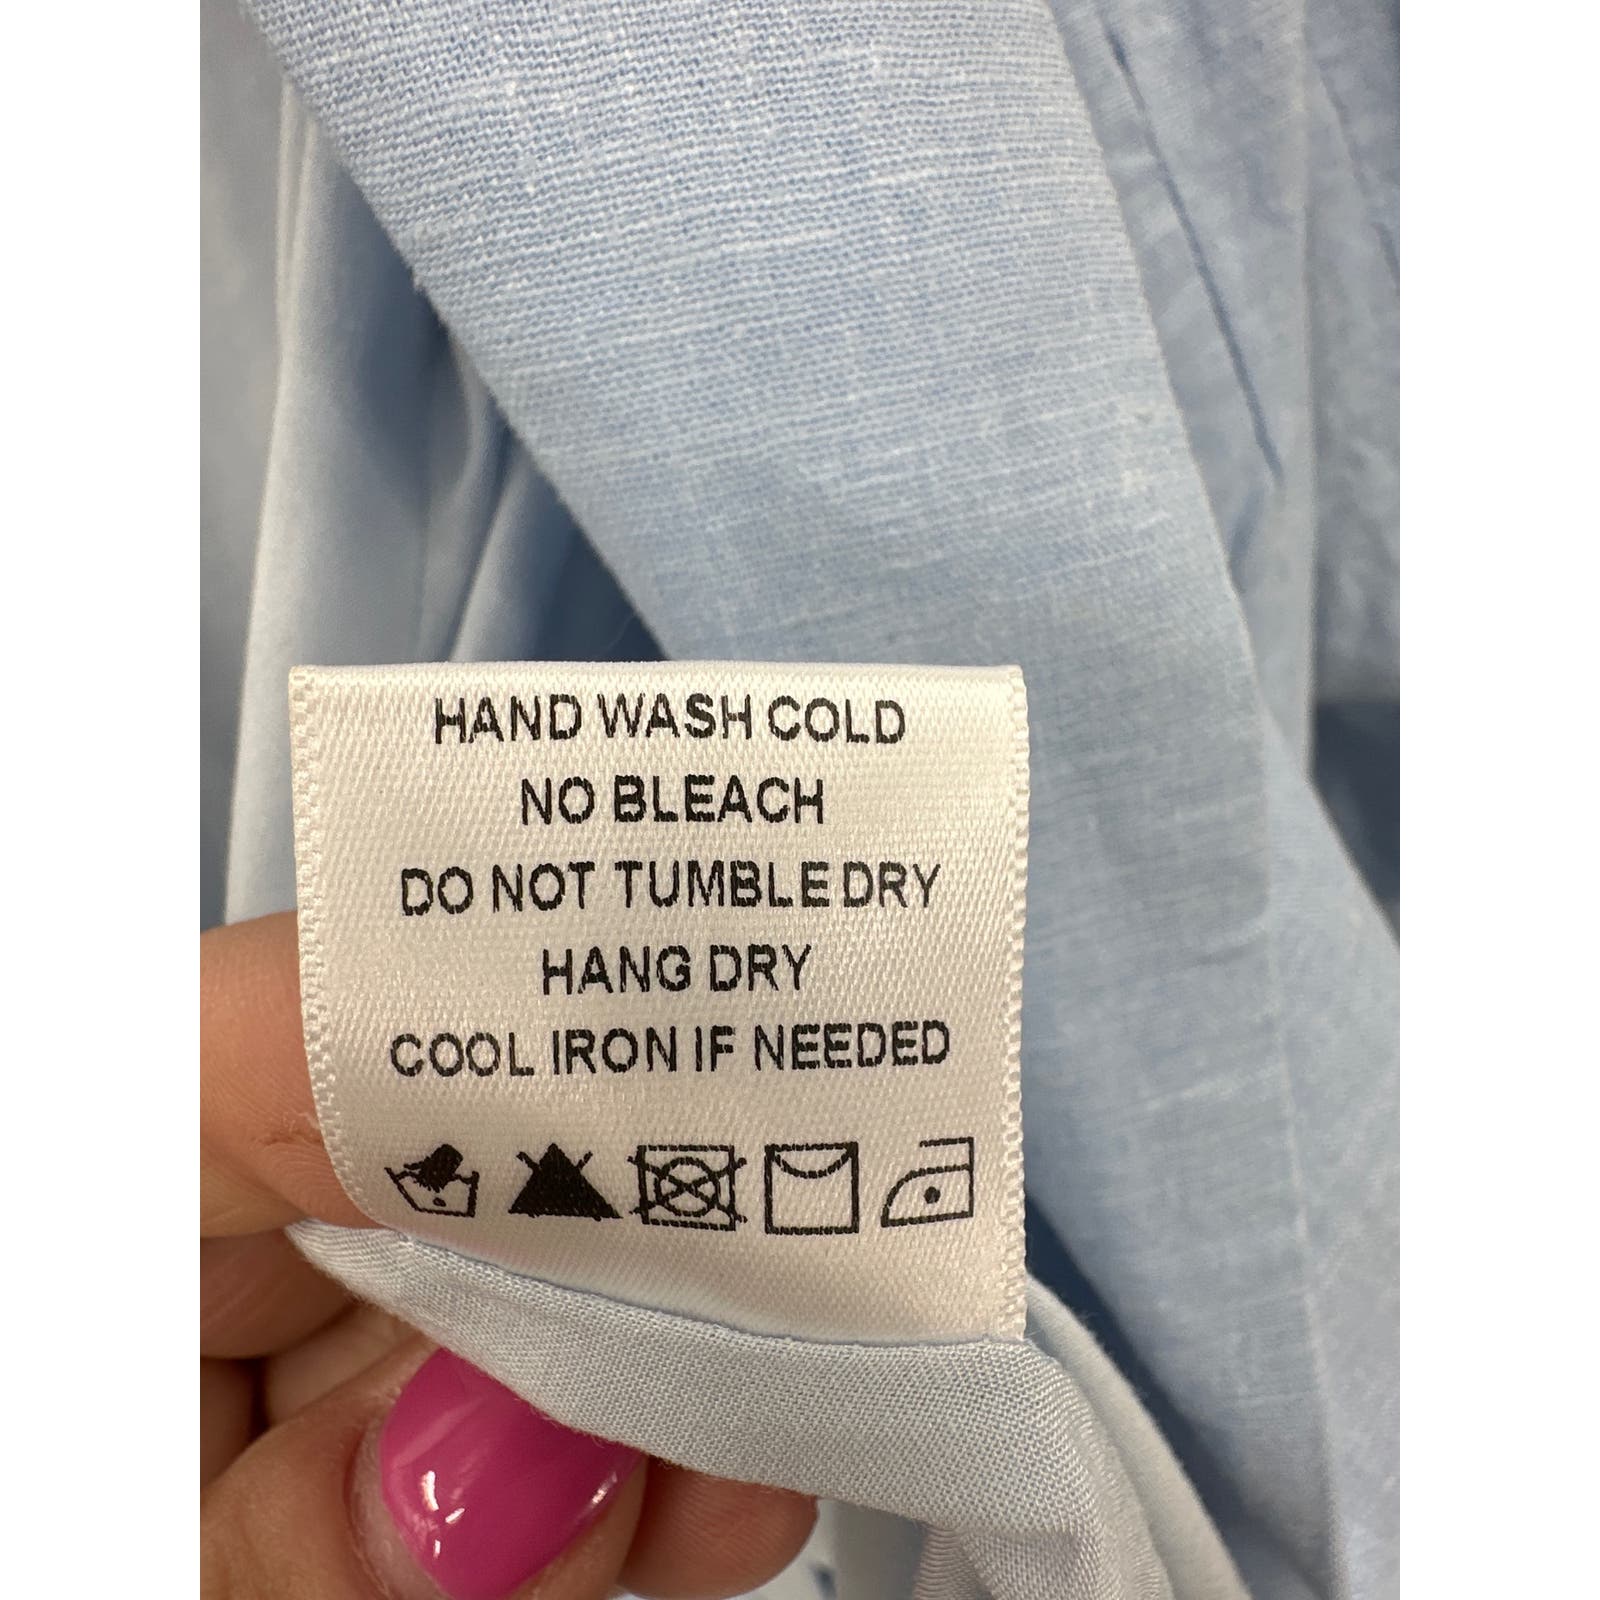 HAND WASH COLD
NO BLEACH
DO NOT TUMBLE DRY
HANG DRY
COOL IRON IF NEEDED